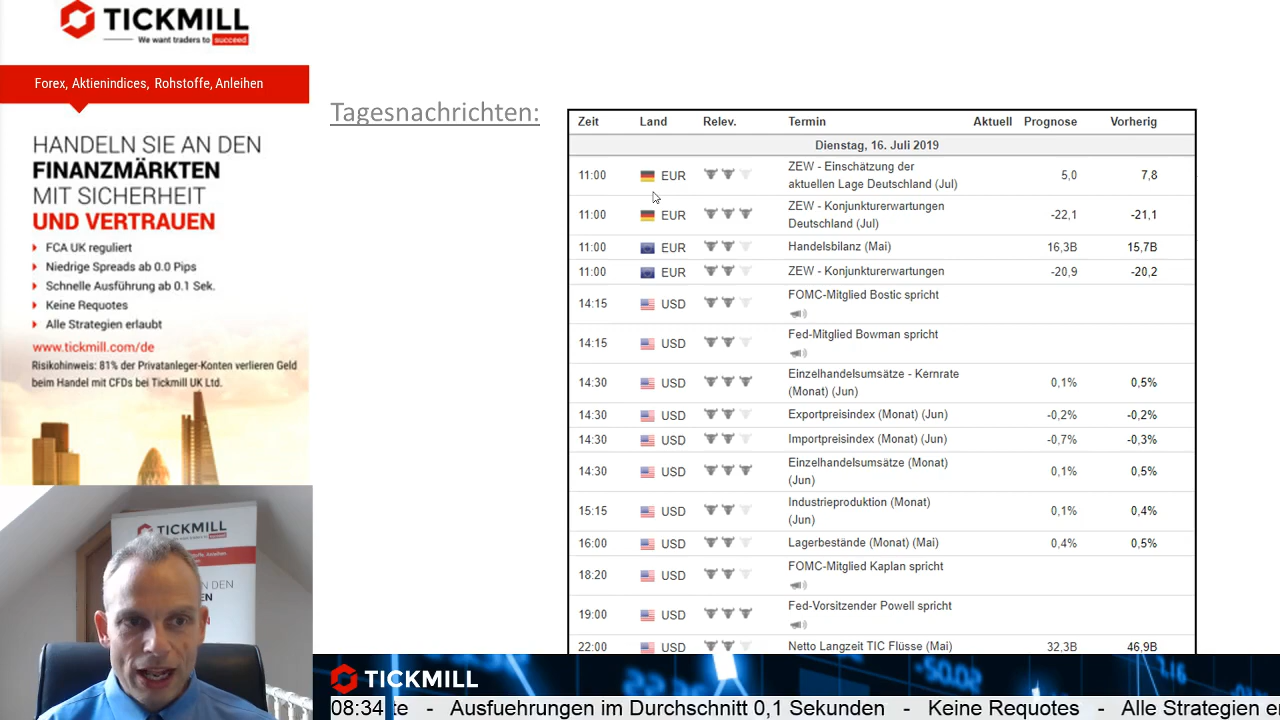 TICKMILL
We want traders to succeed
Forex, Aktienindices, Rohstoffe, Anleihen
HANDELN SIE AN DEN
FINANZMÄRKTEN
MIT SICHERHEIT
UND VERTRAUEN
FCA UK reguliert
Niedrige Spreads ab 0.0 Pips
Schnelle Ausführung ab 0.1 Sek.
Keine Requotes
Alle Strategien erlaubt
www.tickmill.com/de
Risikohinweis: 81% der Privatanleger-Konten verlieren Geld
beim Handel mit CFDs bei Tickmill UK Ltd.
TICKMILL
Tagesnachrichten:
Zeit Land Relev. Termin Aktuell Prognose Vorherig
Dienstag, 16. Juli 2019
11:00 EUR ZEW - Einschätzung der
aktuellen Lage Deutschland (Jul) 5,0 7,8
11:00 EUR ZEW - Konjunkturerwartungen
Deutschland (Jul) -22,1 -21,1
11:00 EUR Handelsbilanz (Mai) 16,3B 15,7B
11:00 EUR ZEW - Konjunkturerwartungen -20,9 -20,2
14:15 USD FOMC-Mitglied Bostic spricht
14:15 USD Fed-Mitglied Bowman spricht
14:30 USD Einzelhandelsumsätze - Kernrate
(Monat) (Jun) 0,1% 0,5%
14:30 USD Exportpreisindex (Monat) (Jun) -0,2% -0,2%
14:30 USD Importpreisindex (Monat) (Jun) -0,7% -0,3%
14:30 USD Einzelhandelsumsätze (Monat)
(Jun) 0,1% 0,5%
15:15 USD Industrieproduktion (Monat)
(Jun) 0,1% 0,4%
16:00 USD Lagerbestände (Monat) (Mai) 0,4% 0,5%
18:20 USD FOMC-Mitglied Kaplan spricht
19:00 USD Fed-Vorsitzender Powell spricht
22:00 USD Netto Langzeit TIC Flüsse (Mai) 32,3B 46,9B
TICKMILL
08:34 te - Ausfuehrungen im Durchschnitt 0,1 Sekunden - Keine Requotes - Alle Strategien e